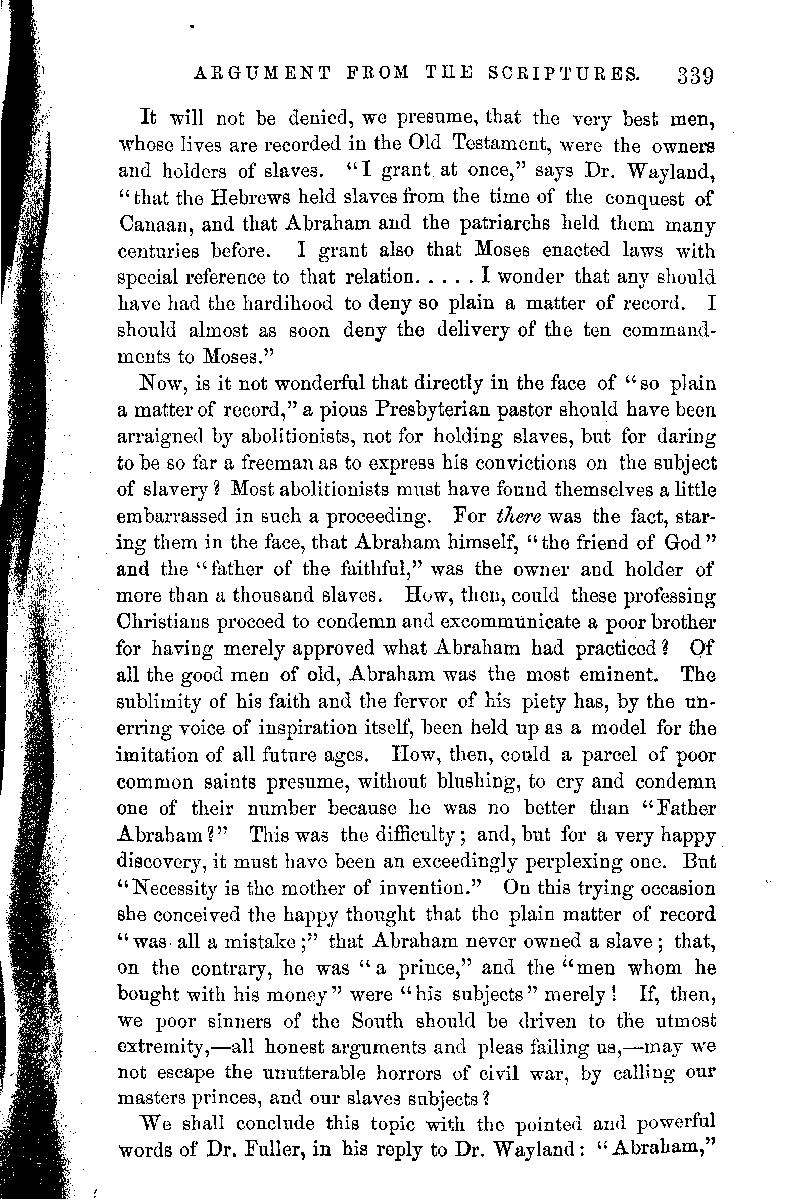 ARGUMENT FROM THE SCRIPTURES. 339
It will not be denied, we presume, that the very best men,
whose lives are recorded in the Old Testament, were the owners
and holders of slaves. "I grant at once," says Dr. Wayland,
"that the Hebrews held slaves from the time of the conquest of
Canaan, and that Abraham and the patriarchs held them many
centuries before. I grant also that Moses enacted laws with
special reference to that relation. . . . . I wonder that any should
have had the hardihood to deny so plain a matter of record. I
should almost as soon deny the delivery of the ten command-
ments to Moses."
Now, is it not wonderful that directly in the face of "so plain
a matter of record," a pious Presbyterian pastor should have been
arraigned by abolitionists, not for holding slaves, but for daring
to be so far a freeman as to express his convictions on the subject
of slavery? Most abolitionists must have found themselves a little
embarrassed in such a proceeding. For there was the fact, star-
ing them in the face, that Abraham himself, "the friend of God"
and the "father of the faithful," was the owner and holder of
more than a thousand slaves. How, then, could these professing
Christians proceed to condemn and excommunicate a poor brother
for having merely approved what Abraham had practiced? Of
all the good men of old, Abraham was the most eminent. The
sublimity of his faith and the fervor of his piety has, by the un-
erring voice of inspiration itself, been held up as a model for the
imitation of all future ages. How, then, could a parcel of poor
common saints presume, without blushing, to cry and condemn
one of their number because he was no better than "Father
Abraham?" This was the difficulty; and, but for a very happy
discovery, it must have been an exceedingly perplexing one. But
"Necessity is the mother of invention." On this trying occasion
she conceived the happy thought that the plain matter of record
"was all a mistake;" that Abraham never owned a slave; that,
on the contrary, he was "a prince," and the "men whom he
bought with his money" were "his subjects" merely! If, then,
we poor sinners of the South should be driven to the utmost
extremity,—all honest arguments and pleas failing us,—may we
not escape the unutterable horrors of civil war, by calling our
masters princes, and our slaves subjects?
We shall conclude this topic with the pointed and powerful
words of Dr. Fuller, in his reply to Dr. Wayland: "Abraham,"